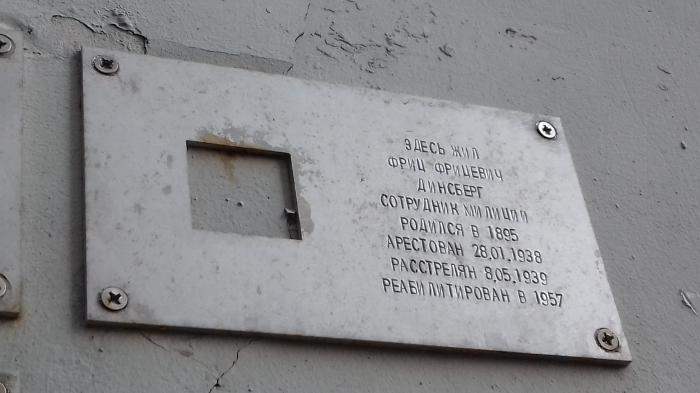 ЗДЕСЬ ЖИЛ
ФРИЦ ФРИЦЕВИЧ
ДИНСБЕРГ
СОТРУДНИК МИЛИЦИИ
РОДИЛСЯ В 1895
АРЕСТОВАН 28.01.1938
РАССТРЕЛЯН 8.05.1939
РЕАБИЛИТИРОВАН В 1957